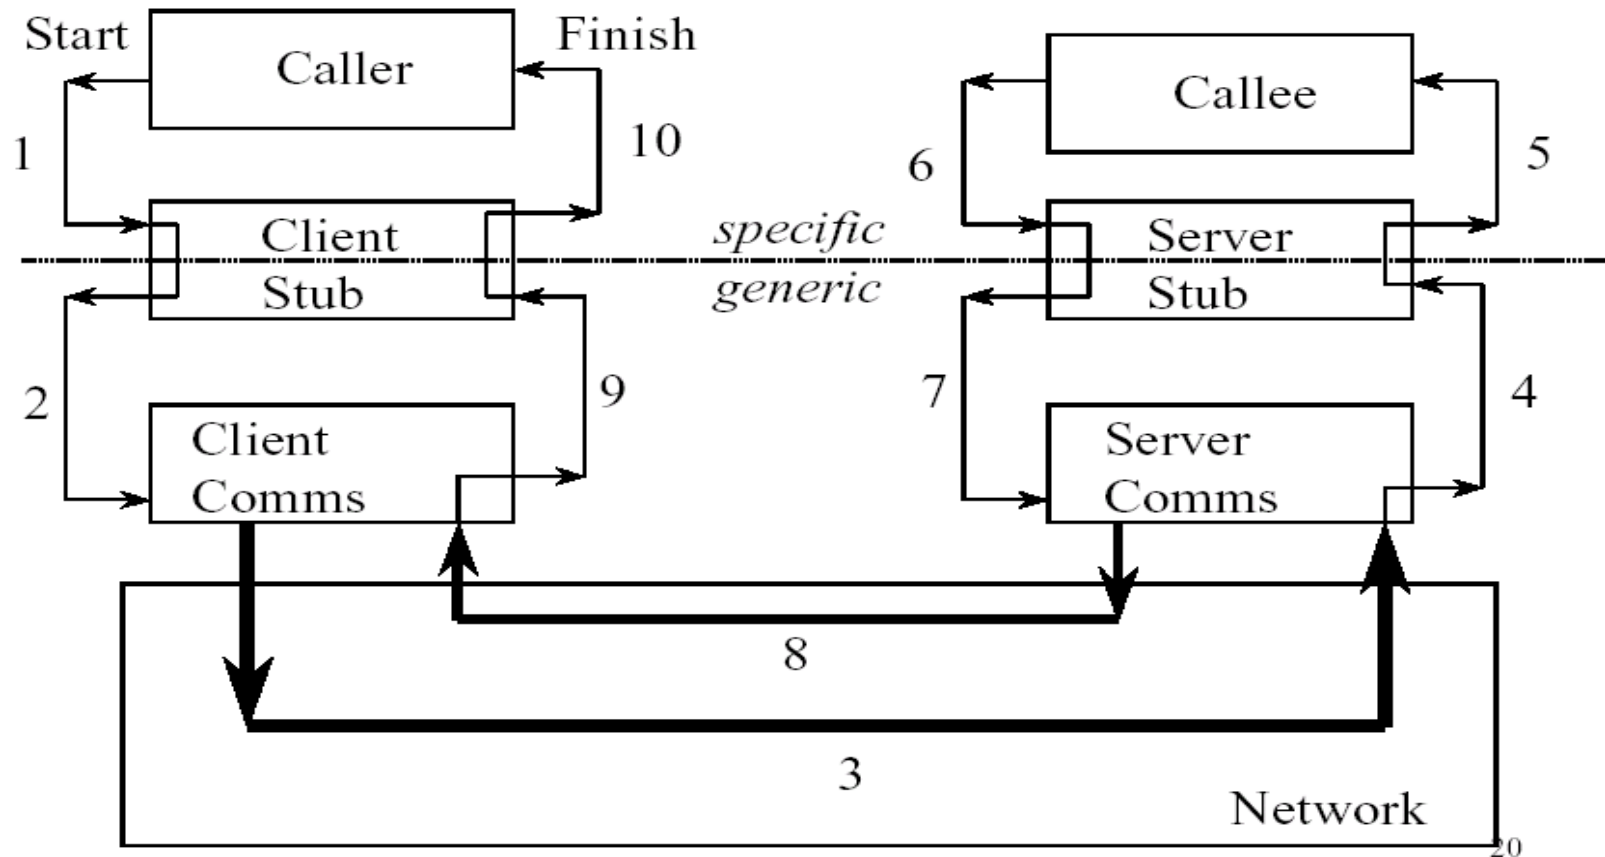 Start
Caller
Finish
Callee
1
10
6
5
Client
Stub
specific
generic
Server
Stub
2
9
7
4
Client
Comms
Server
Comms
8
3
Network
20